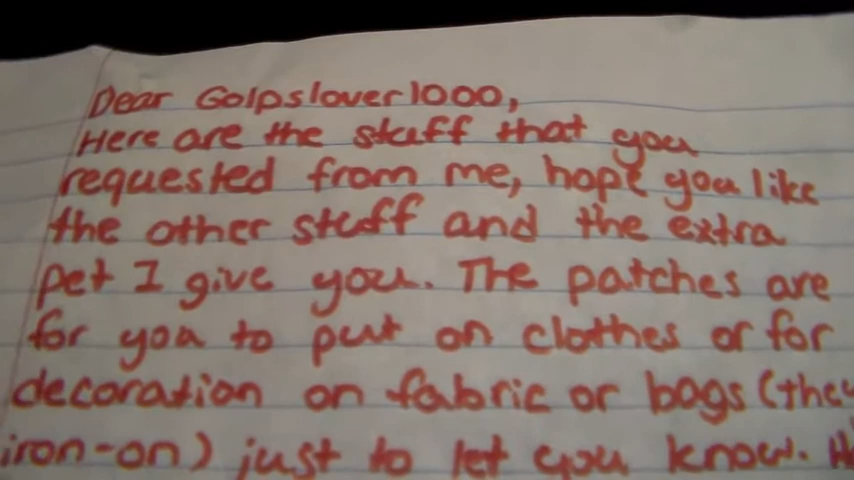 Dear Golpslover1000,
Here are the stuff that you
requested from me, hope you like
the other stuff and the extra
pet I give you. The patches are
for you to put on clothes or for
decoration on fabric or bags (they
iron-on) just to let you know.